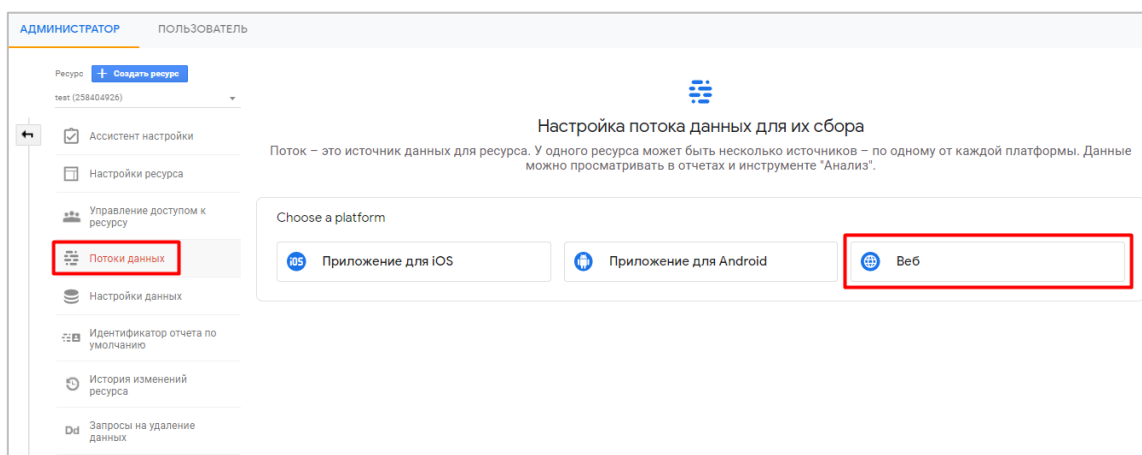 АДМИНИСТРАТОР ПОЛЬЗОВАТЕЛЬ
Ресурс + Создать ресурс
test (258404926)
Ассистент настройки
Настройки ресурса
Управление доступом к
ресурсу
Потоки данных
Настройки данных
Идентификатор отчета по
умолчанию
История изменений
ресурса
Dd Запросы на удаление
данных
Настройка потока данных для их сбора
Поток – это источник данных для ресурса. У одного ресурса может быть несколько источников – по одному от каждой платформы. Данные
можно просматривать в отчетах и инструменте "Анализ".
Choose a platform
iOS Приложение для iOS Приложение для Android Веб